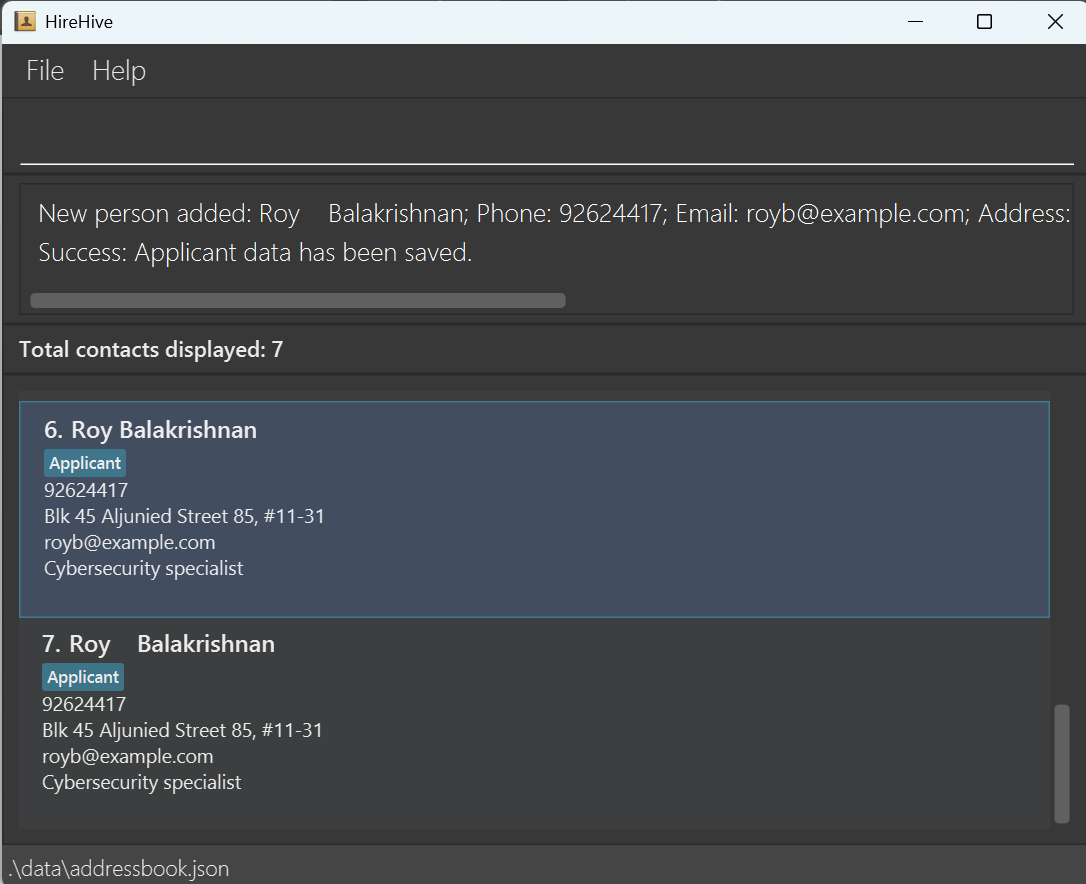 HireHive
File Help
New person added: Roy    Balakrishnan; Phone: 92624417; Email: royb@example.com; Address:
Success: Applicant data has been saved.
Total contacts displayed: 7
6. Roy Balakrishnan
Applicant
92624417
Blk 45 Aljunied Street 85, #11-31
royb@example.com
Cybersecurity specialist
7. Roy    Balakrishnan
Applicant
92624417
Blk 45 Aljunied Street 85, #11-31
royb@example.com
Cybersecurity specialist
.\data\addressbook.json